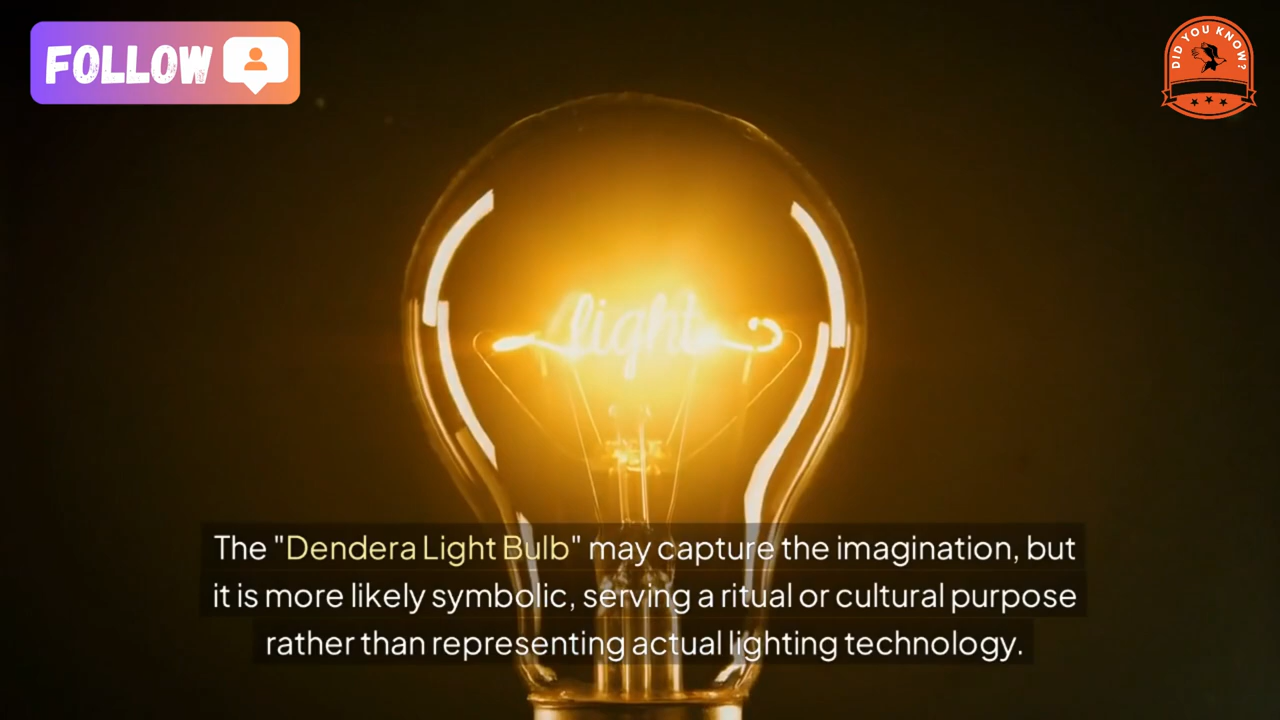 FOLLOW
DID YOU KNOW?
light
The "Dendera Light Bulb" may capture the imagination, but
it is more likely symbolic, serving a ritual or cultural purpose
rather than representing actual lighting technology.